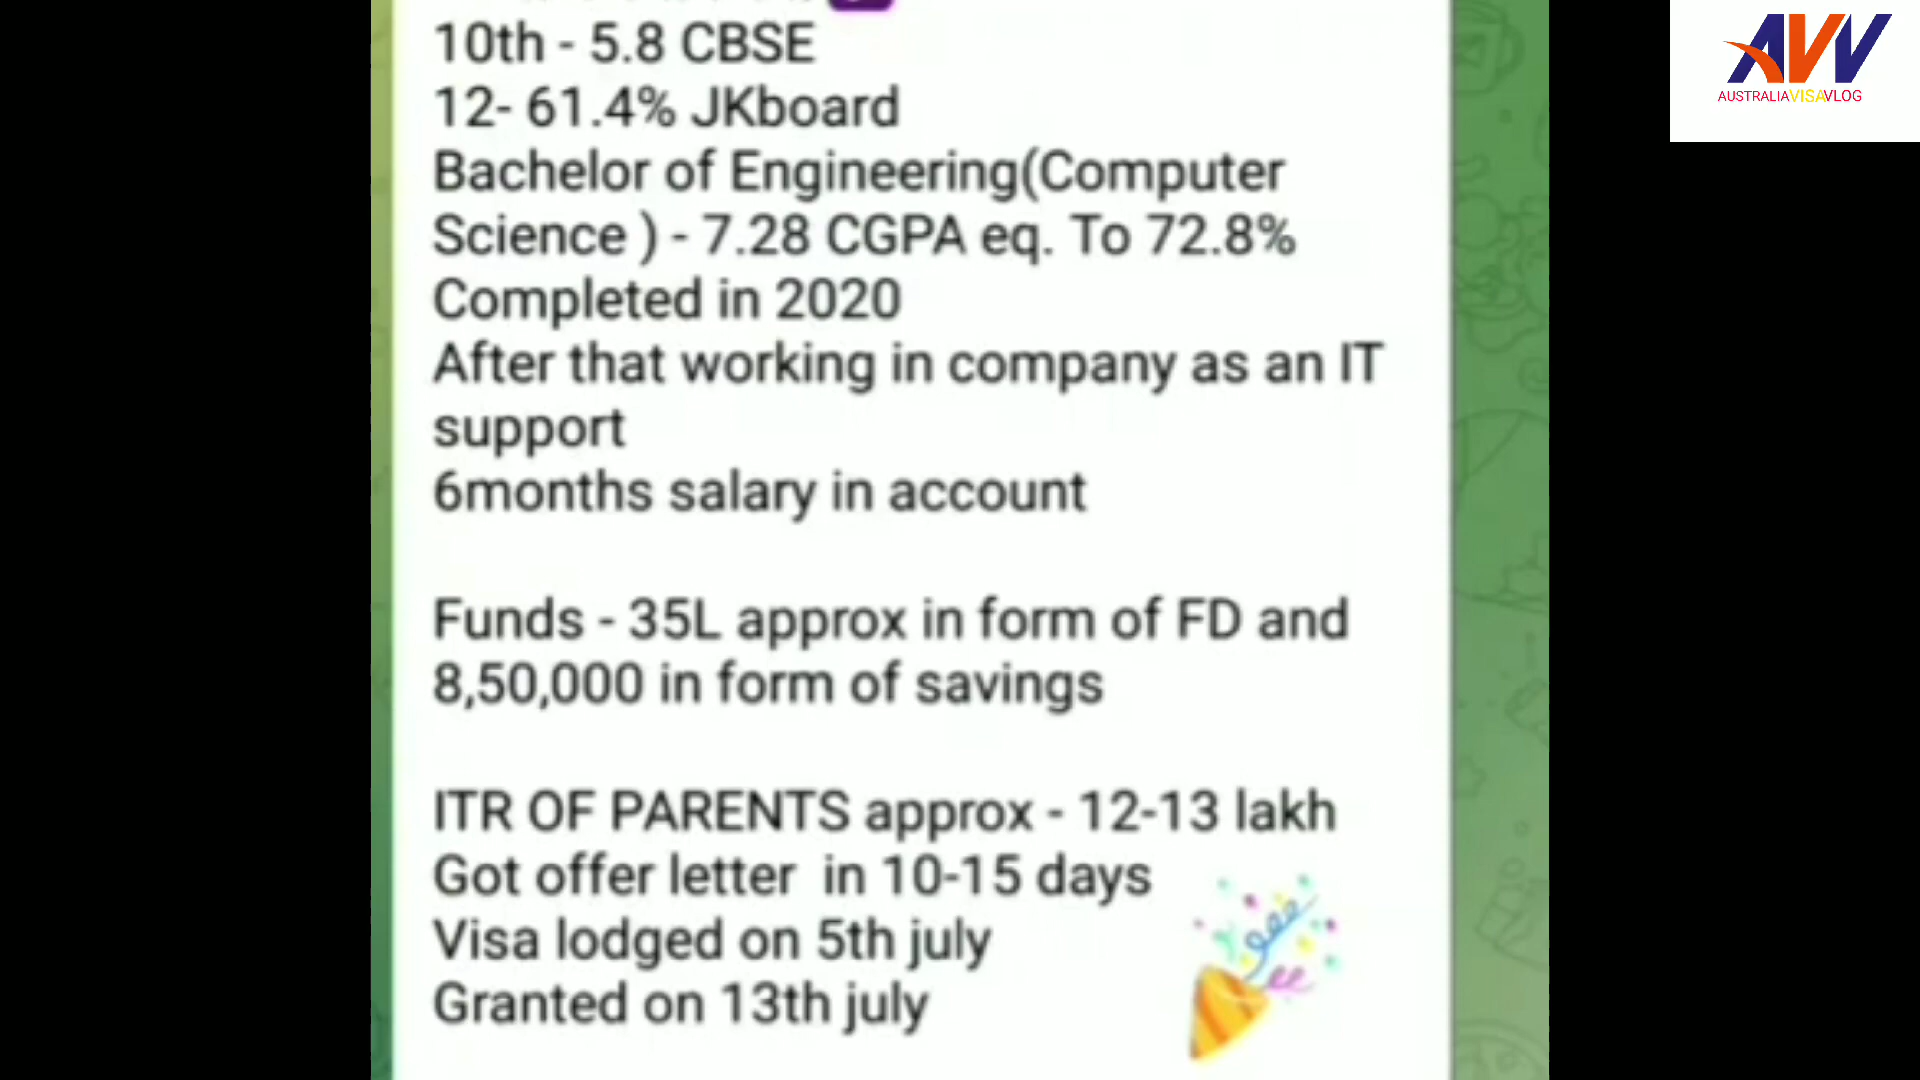 10th - 5.8 CBSE
12- 61.4% JKboard
Bachelor of Engineering(Computer
Science ) - 7.28 CGPA eq. To 72.8%
Completed in 2020
After that working in company as an IT
support
6months salary in account
Funds - 35L approx in form of FD and
8,50,000 in form of savings
ITR OF PARENTS approx - 12-13 lakh
Got offer letter  in 10-15 days
Visa lodged on 5th july
Granted on 13th july
AVV
AUSTRALIAVISAVLOG